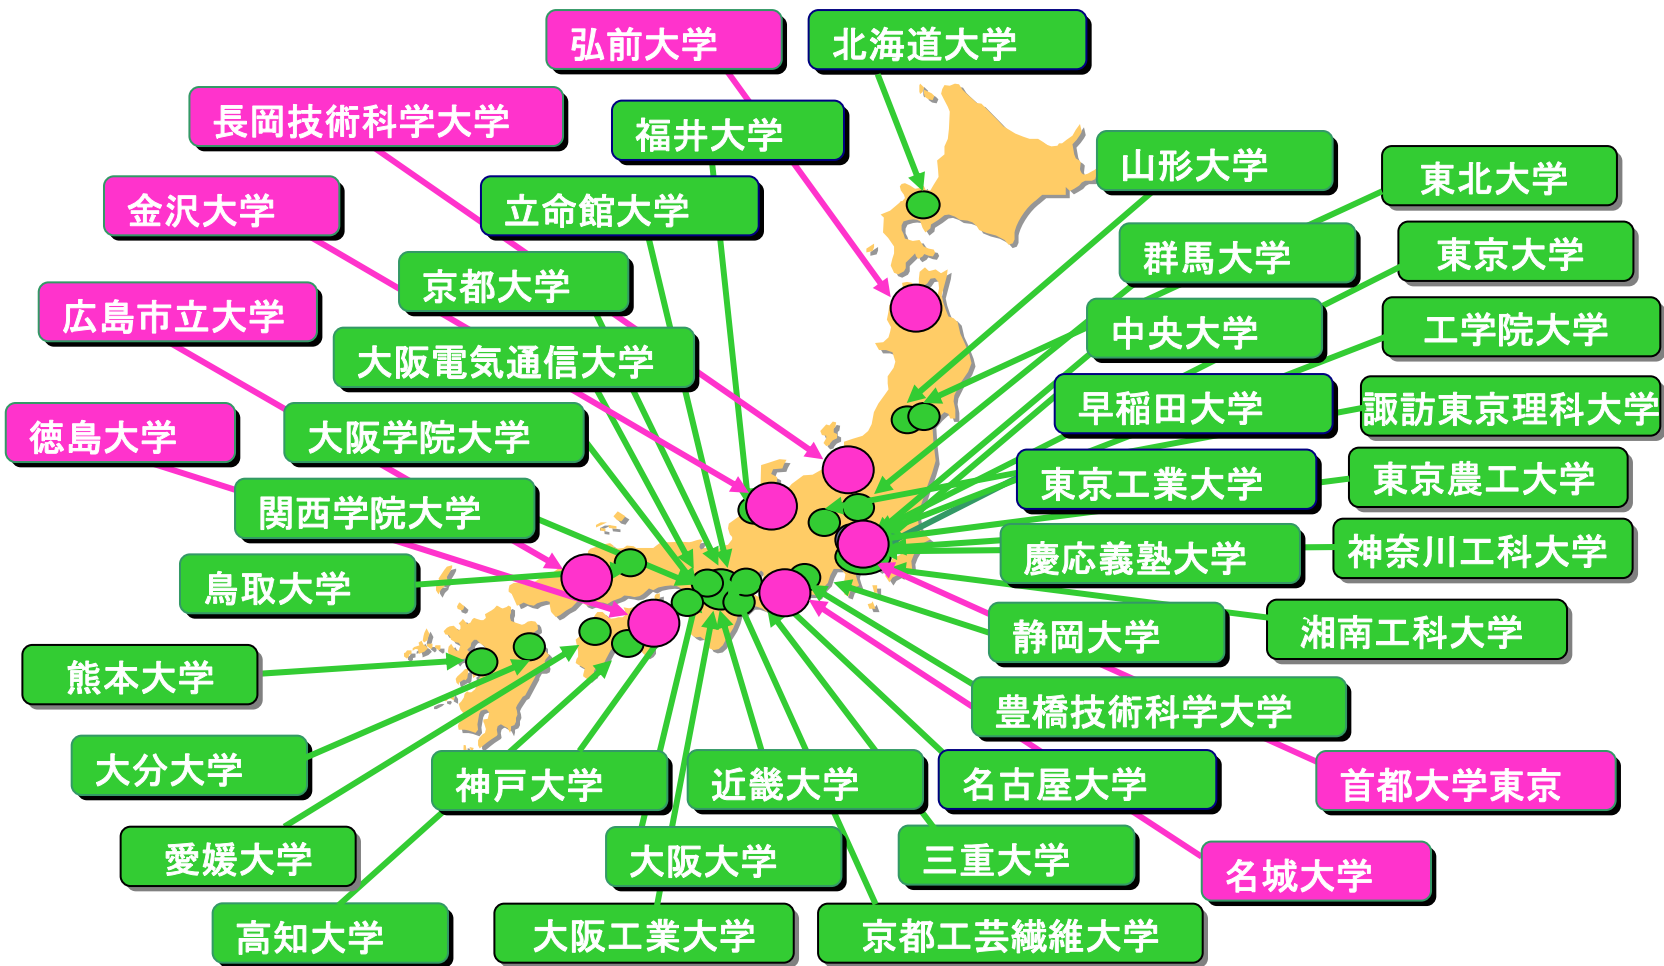 弘前大学
北海道大学
長岡技術科学大学
福井大学
山形大学
東北大学
金沢大学
立命館大学
群馬大学
東京大学
京都大学
広島市立大学
中央大学
工学院大学
大阪電気通信大学
早稲田大学
諏訪東京理科大学
徳島大学
大阪学院大学
東京工業大学
東京農工大学
関西学院大学
慶応義塾大学
神奈川工科大学
鳥取大学
静岡大学
湘南工科大学
熊本大学
豊橋技術科学大学
大分大学
神戸大学
近畿大学
名古屋大学
首都大学東京
愛媛大学
大阪大学
三重大学
名城大学
高知大学
大阪工業大学
京都工芸繊維大学